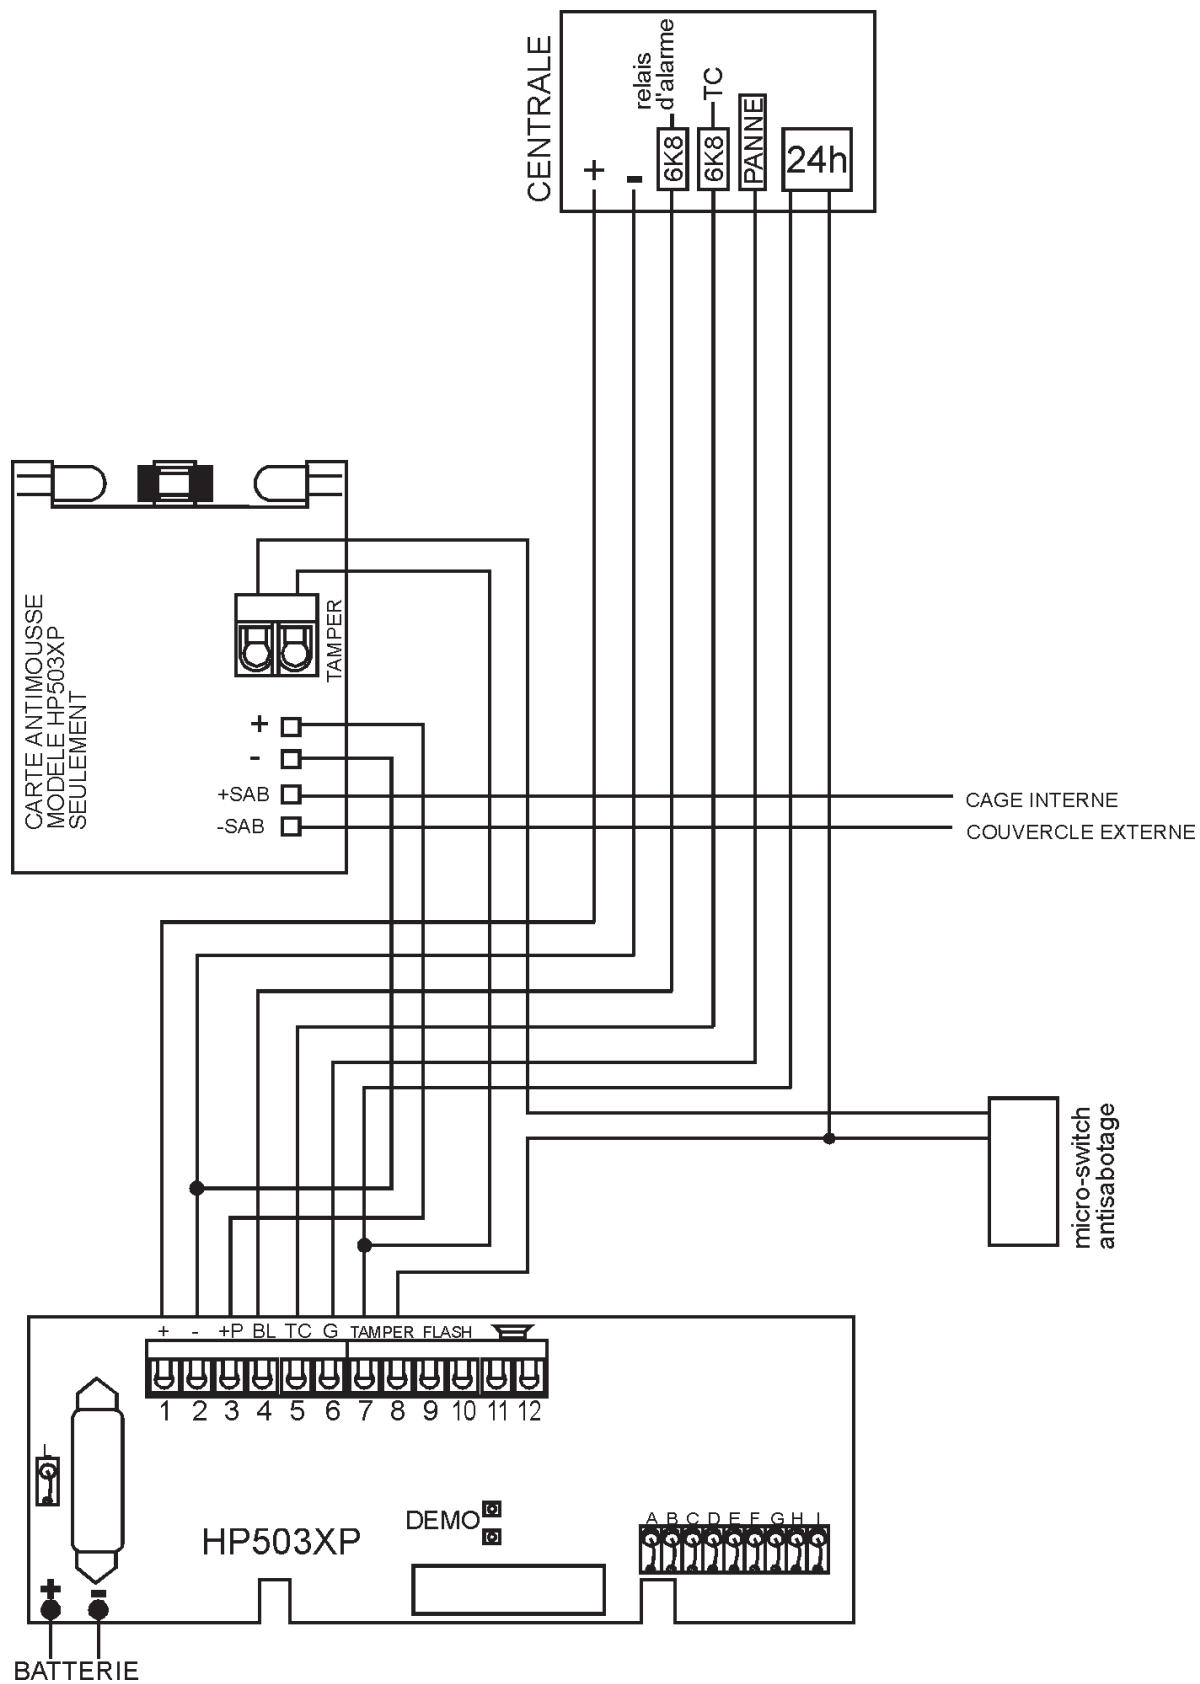 CENTRALE
+
-
relais
d'alarme
6K8
TC
6K8
PANNE
24h
CARTE ANTIMOUSSE
MODELE HP503XP
SEULEMENT
TAMPER
+
-
+SAB
-SAB
CAGE INTERNE
COUVERCLE EXTERNE
micro-switch
antisabotage
+ - +P BL TC G TAMPER FLASH
1 2 3 4 5 6 7 8 9 10 11 12
L
DEMO
HP503XP
A B C D E F G H I
+ -
BATTERIE